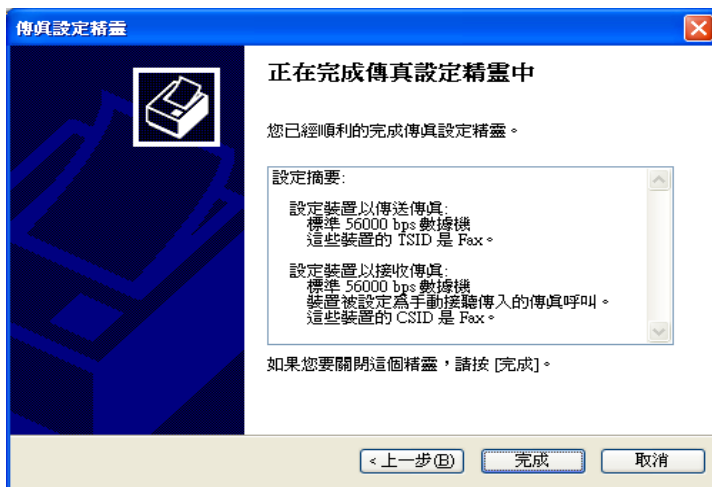 傳真設定精靈
正在完成傳真設定精靈中
您已經順利的完成傳真設定精靈。
設定摘要:
設定裝置以傳送傳真:
標準 56000 bps 數據機
這些裝置的 TSID 是 Fax。
設定裝置以接收傳真:
標準 56000 bps 數據機
裝置被設定為手動接聽傳入的傳真呼叫。
這些裝置的 CSID 是 Fax。
如果您要關閉這個精靈，請按 [完成]。
<上一步(B) 完成 取消